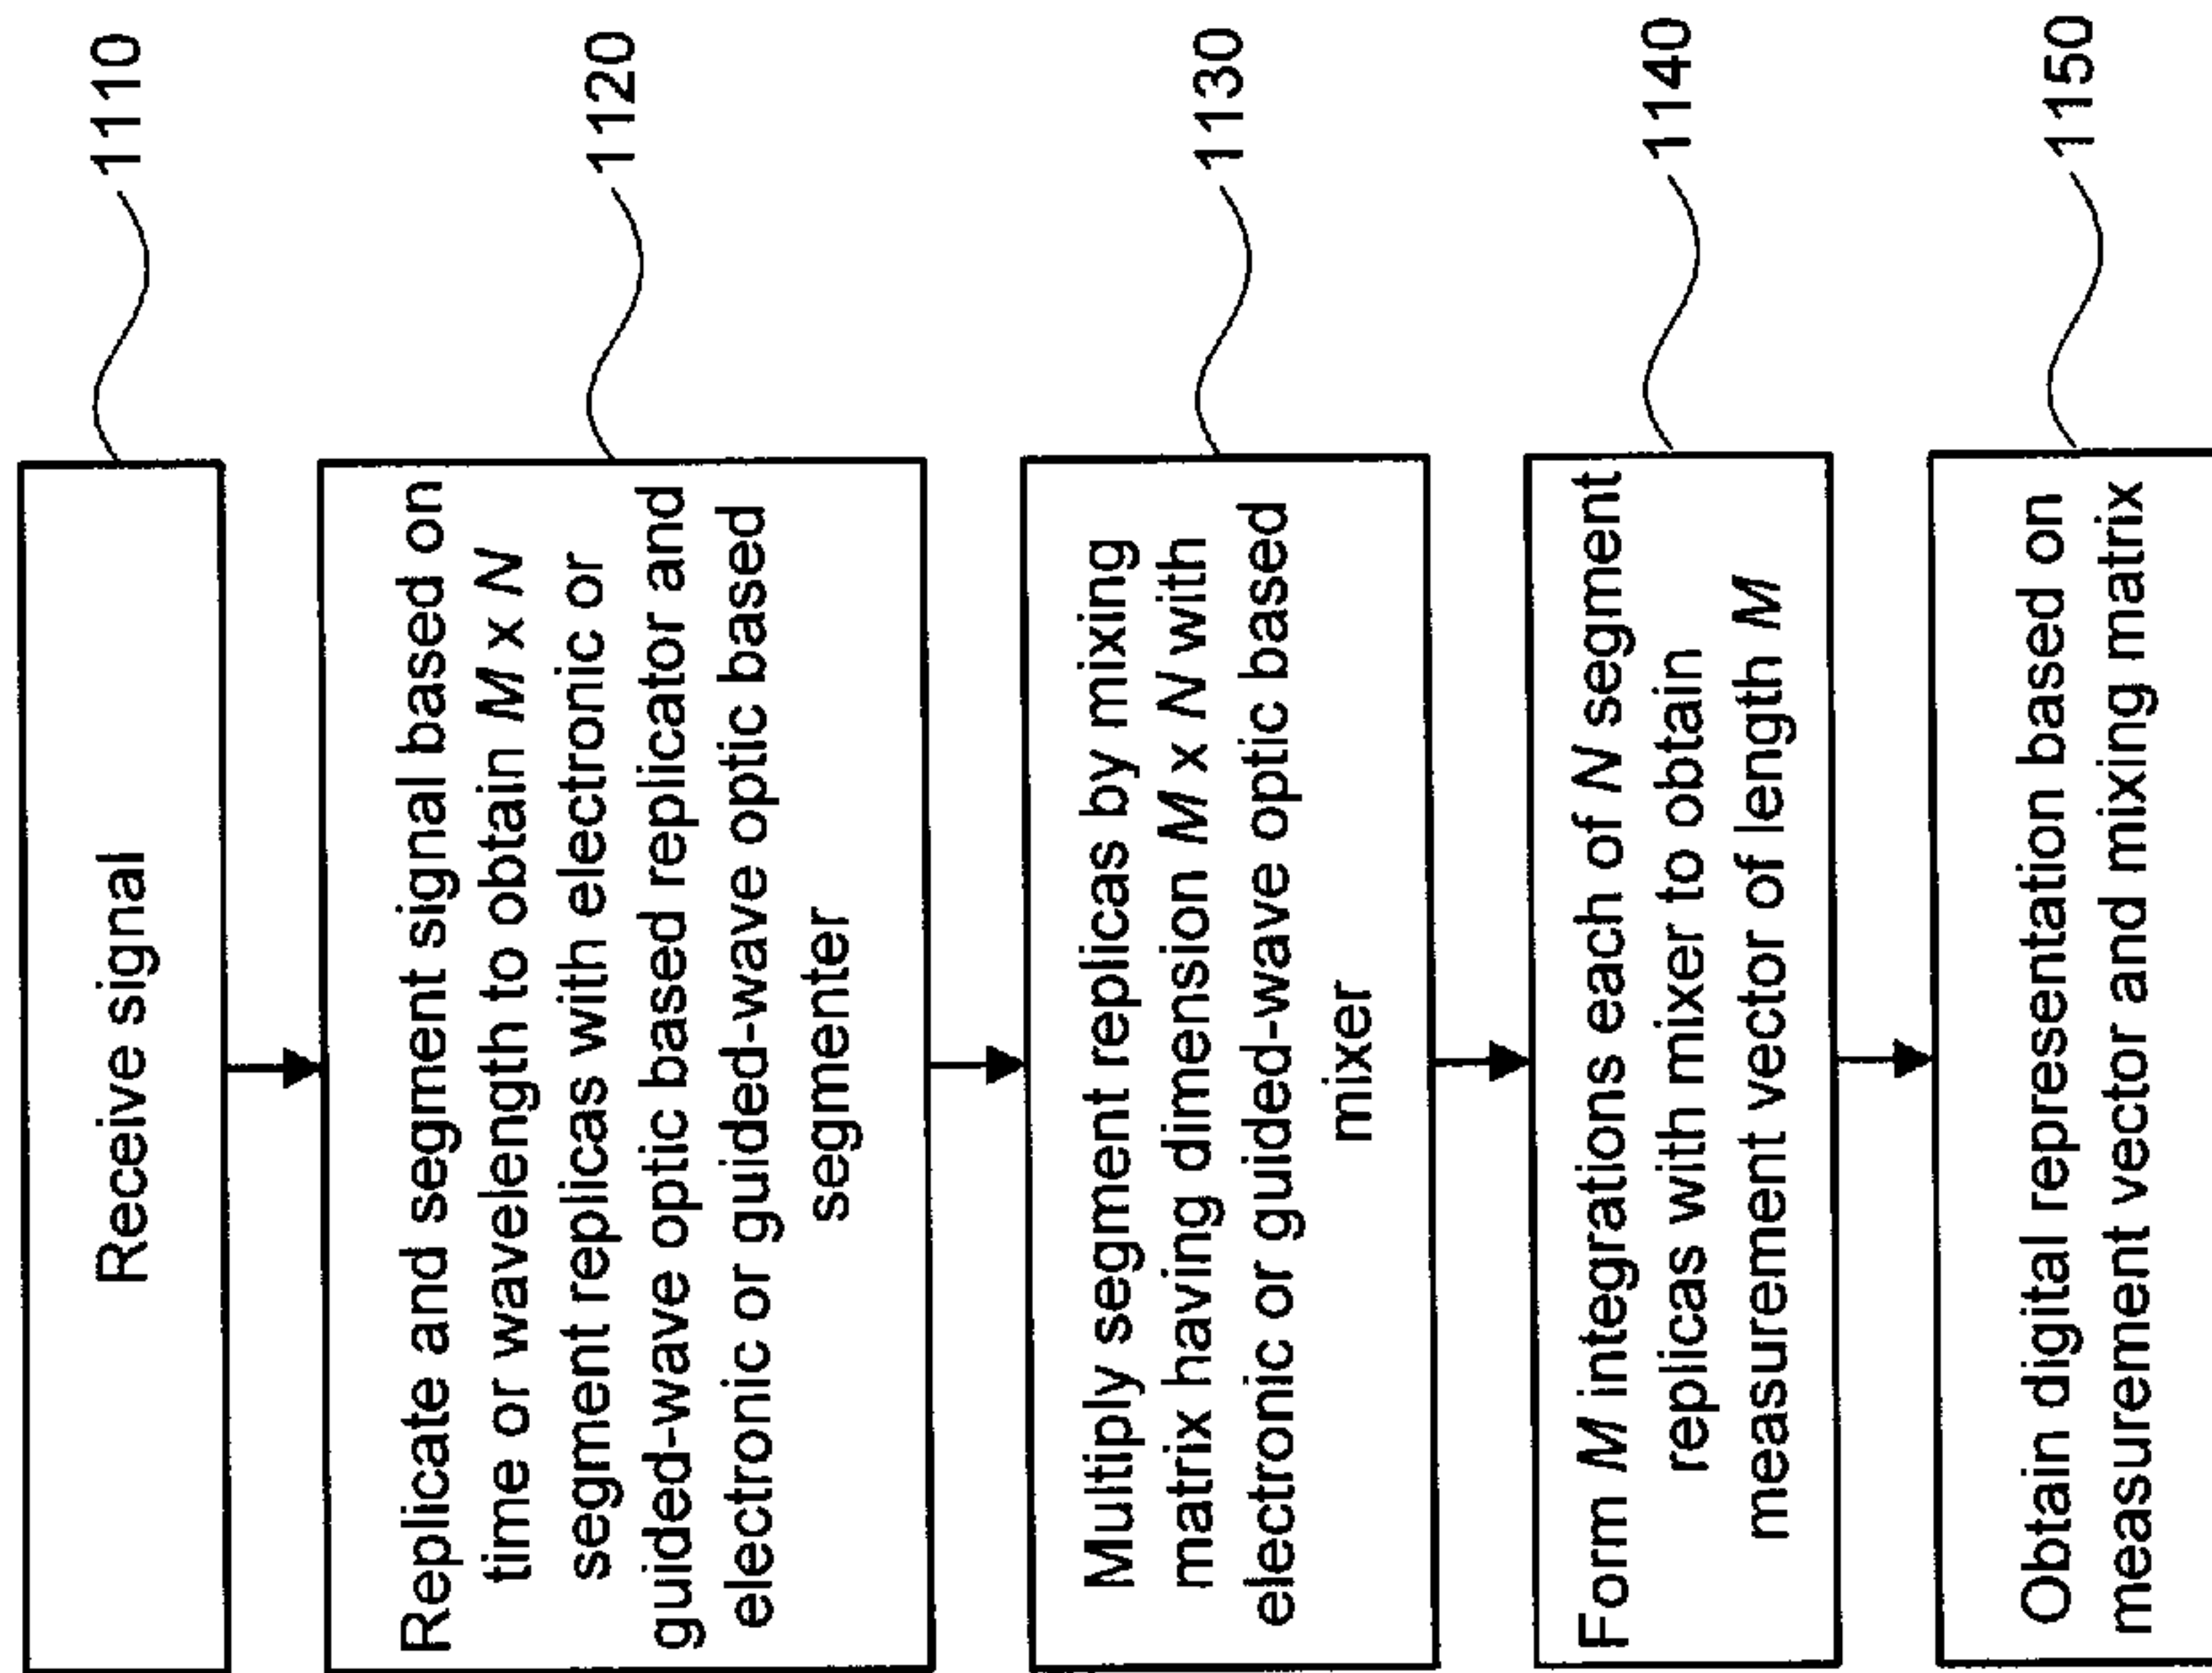 Receive signal
1110
Replicate and segment signal based on
time or wavelength to obtain M x N
segment replicas with electronic or
guided-wave optic based replicator and
electronic or guided-wave optic based
segmenter
1120
Multiply segment replicas by mixing
matrix having dimension M x N with
electronic or guided-wave optic based
mixer
1130
Form M integrations each of N segment
replicas with mixer to obtain
measurement vector of length M
1140
Obtain digital representation based on
measurement vector and mixing matrix
1150